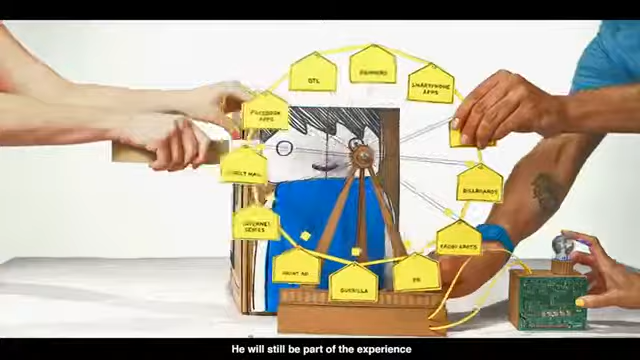 DTL
BANNERS
SMARTPHONE
APPS
FACEBOOK
APPS
DIRECT MAIL
BILLBOARDS
INTERNET
SERIES
RADIO SPOTS
PRINT AD
GUERILLA
PR
He will still be part of the experience